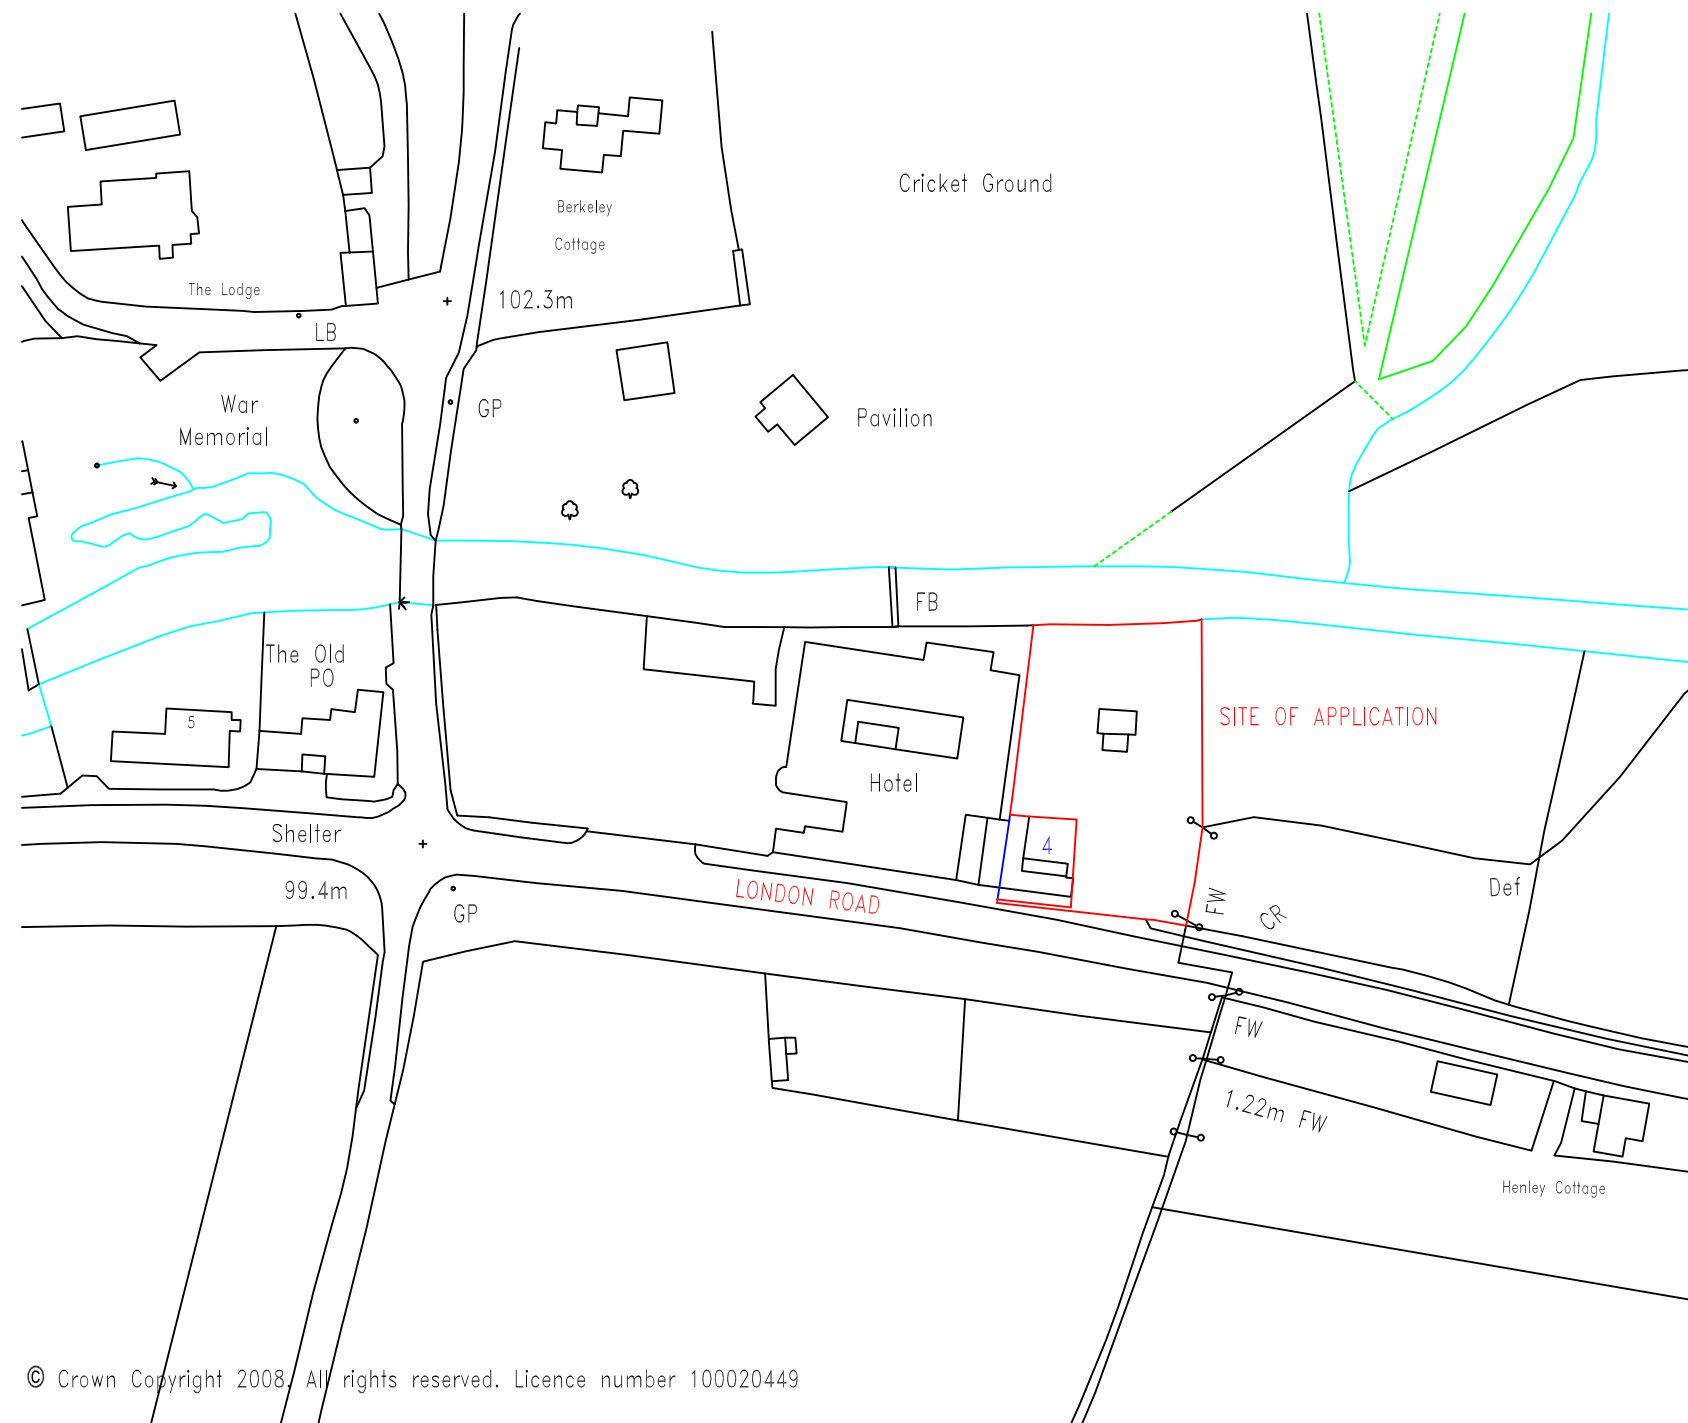 Cricket Ground
Berkeley
Cottage
The Lodge
102.3m
LB
War
Memorial
GP
Pavilion
FB
The Old
PO
5
SITE OF APPLICATION
Hotel
Shelter
4
99.4m
GP
LONDON ROAD
FW
CR
Def
FW
1.22m FW
Henley Cottage
© Crown Copyright 2008. All rights reserved. Licence number 100020449